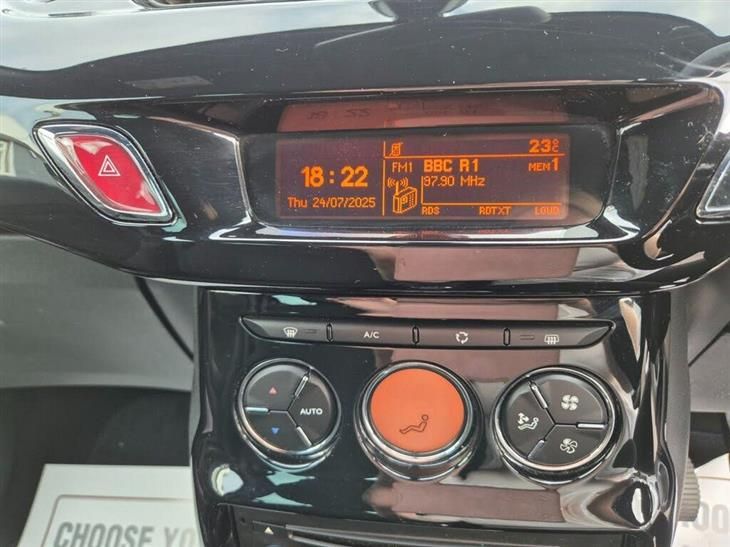 23°C
FM1 BBC R1 MEM1
18:22 97.90 MHz
Thu 24/07/2025
RDS RDTXT LOUD
A/C
AUTO
CHOOSE YO